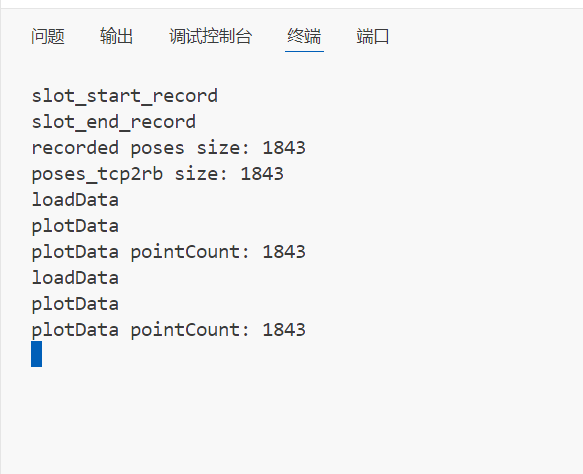 问题 输出 调试控制台 终端 端口
slot_start_record
slot_end_record
recorded poses size: 1843
poses_tcp2rb size: 1843
loadData
plotData
plotData pointCount: 1843
loadData
plotData
plotData pointCount: 1843